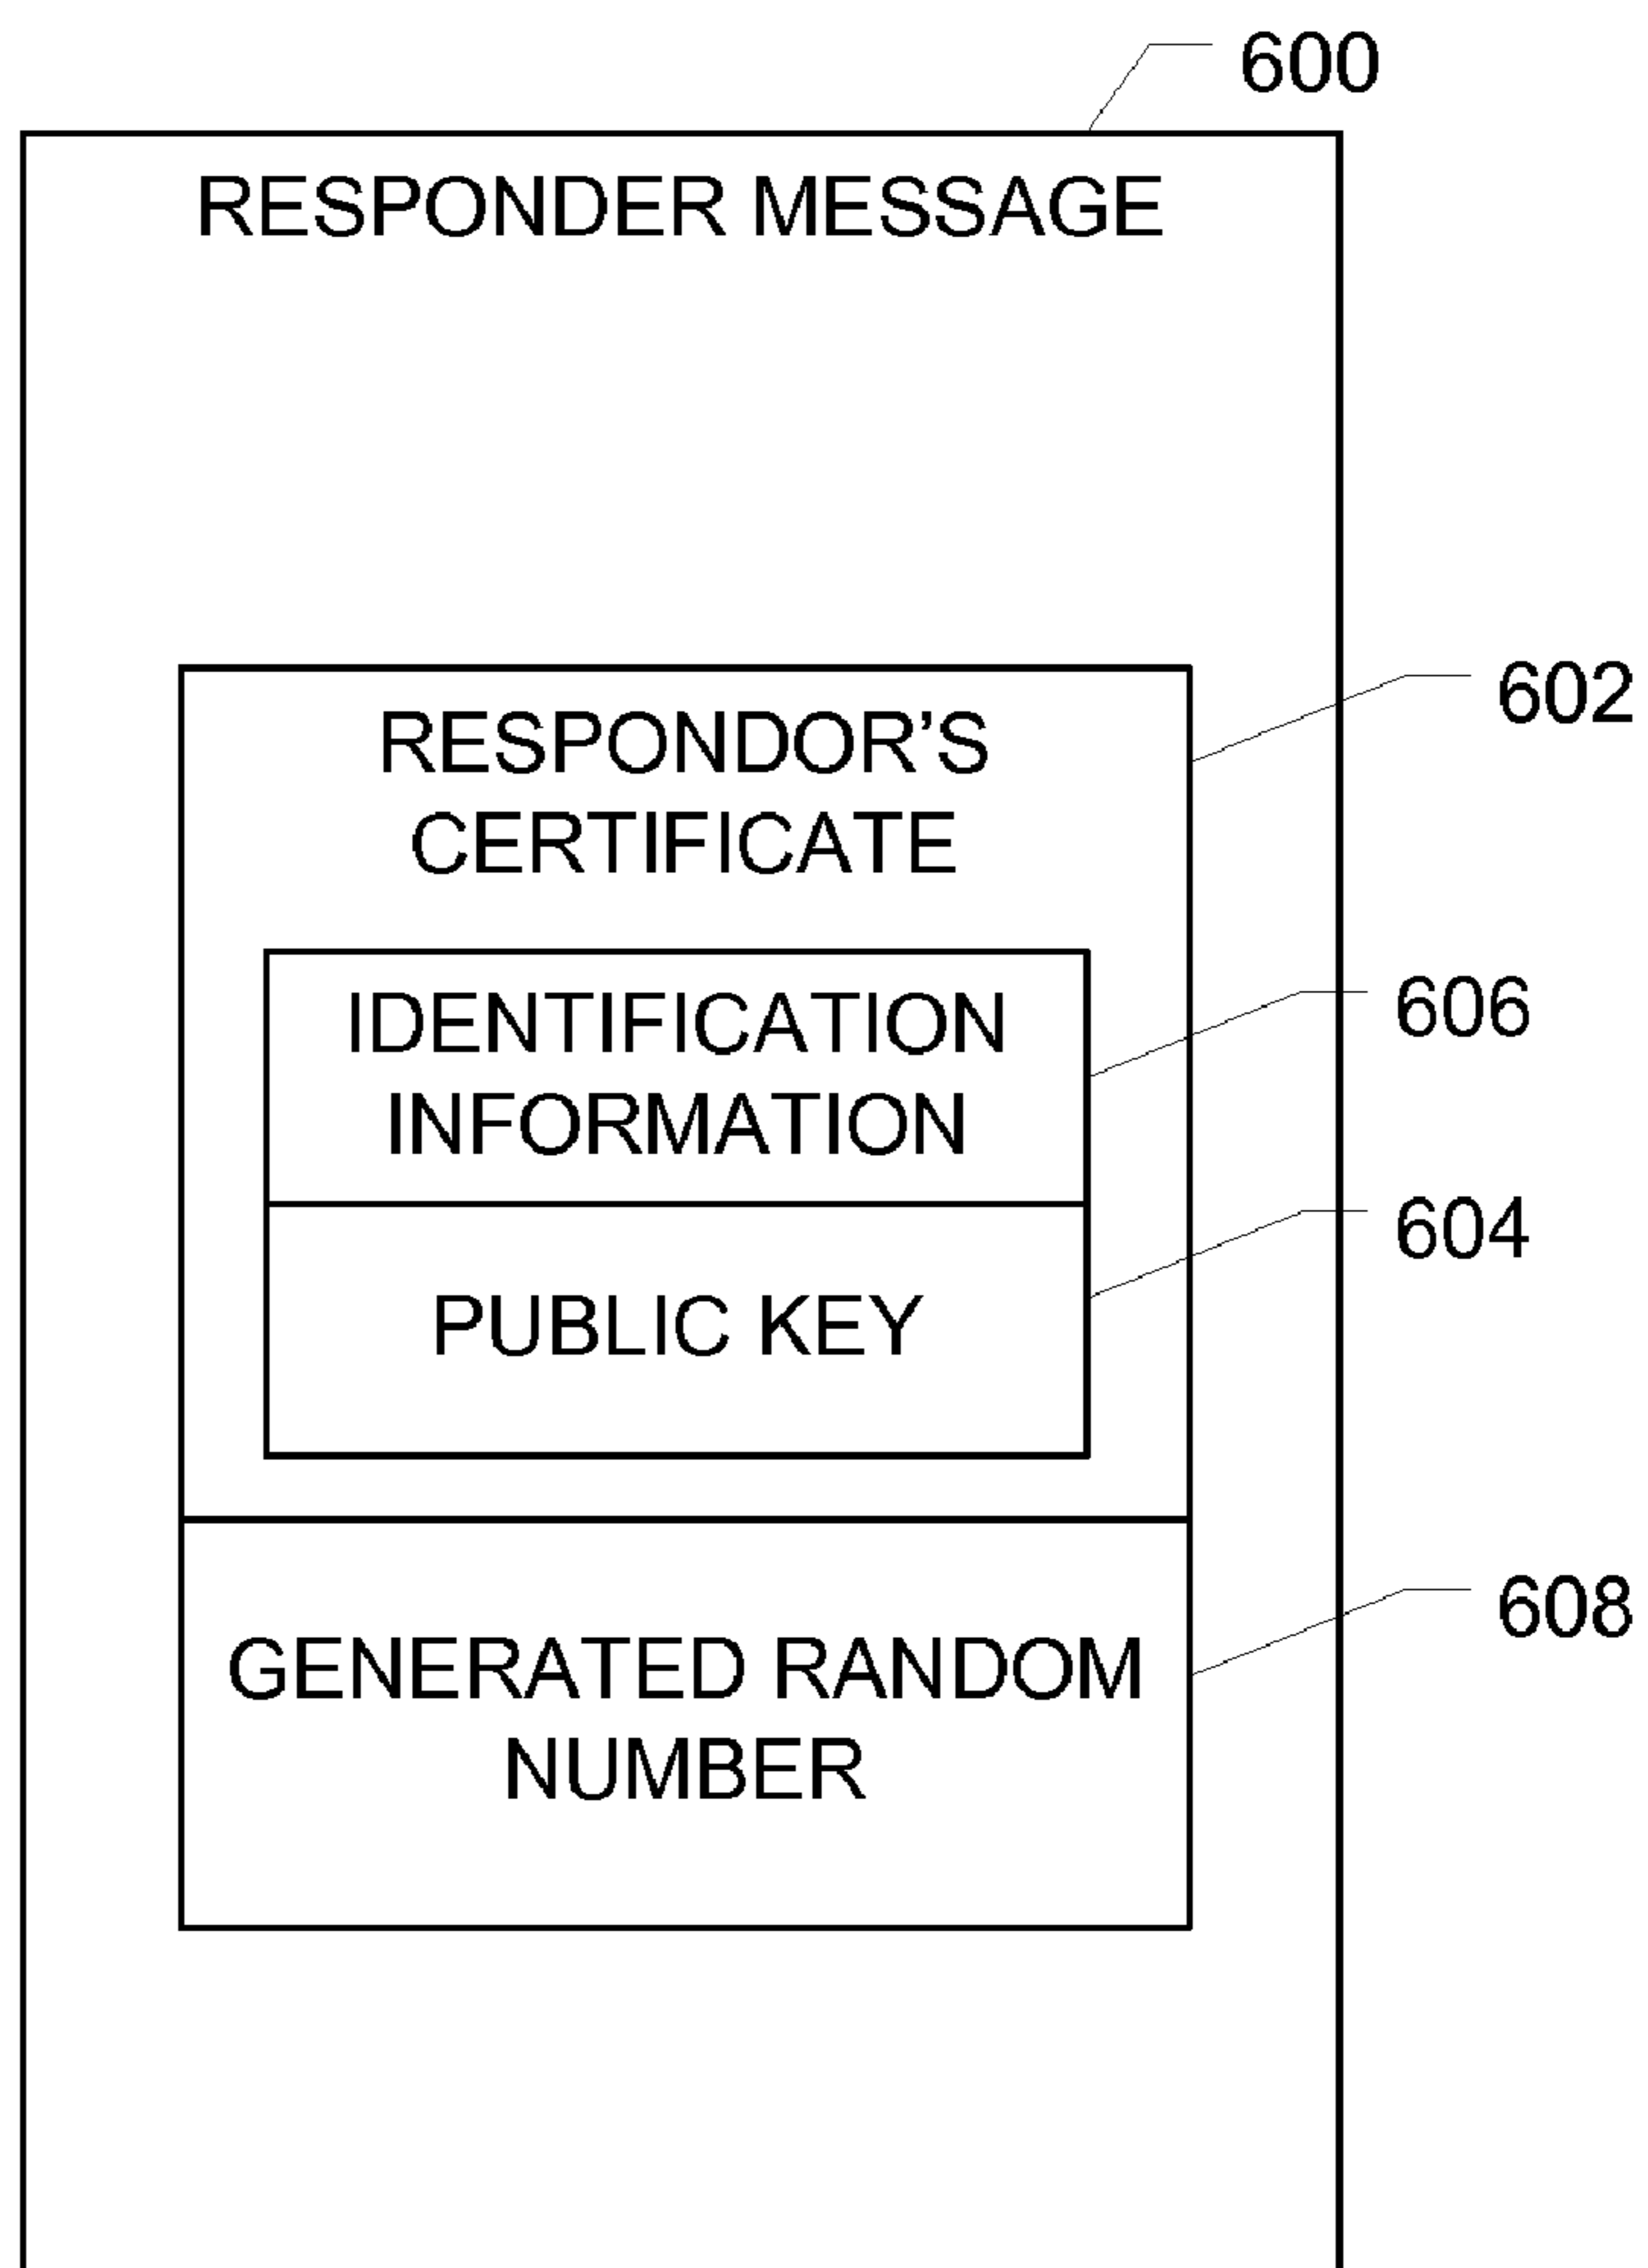 600
RESPONDER MESSAGE
602
RESPONDOR’S
CERTIFICATE
606
IDENTIFICATION
INFORMATION
604
PUBLIC KEY
608
GENERATED RANDOM
NUMBER